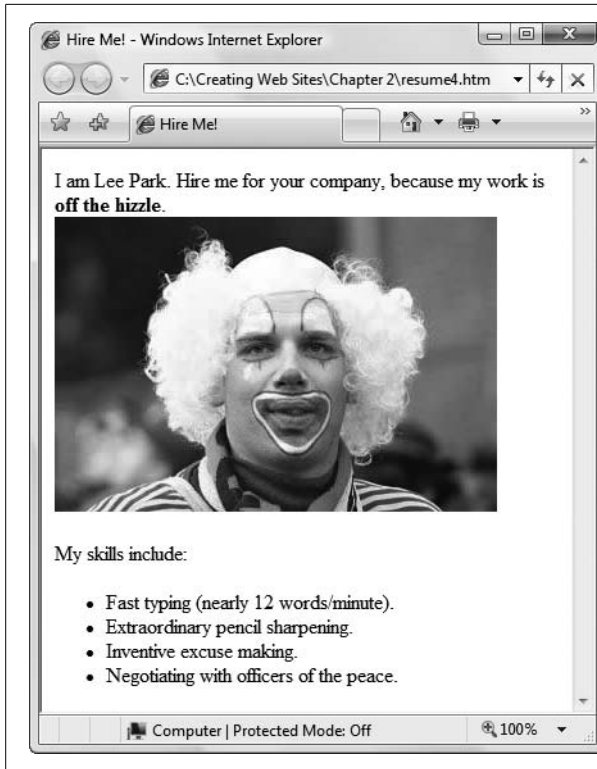 Hire Me! - Windows Internet Explorer
C:\Creating Web Sites\Chapter 2\resume4.htm
Hire Me!
I am Lee Park. Hire me for your company, because my work is
off the hizzle.
My skills include:
• Fast typing (nearly 12 words/minute).
• Extraordinary pencil sharpening.
• Inventive excuse making.
• Negotiating with officers of the peace.
Computer | Protected Mode: Off
100%